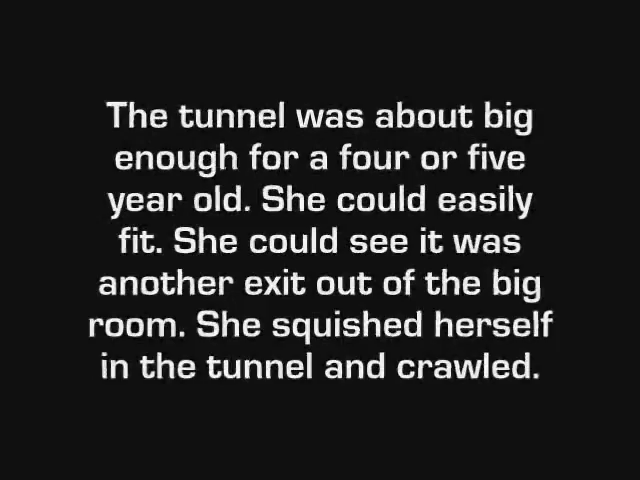 The tunnel was about big
enough for a four or five
year old. She could easily
fit. She could see it was
another exit out of the big
room. She squished herself
in the tunnel and crawled.